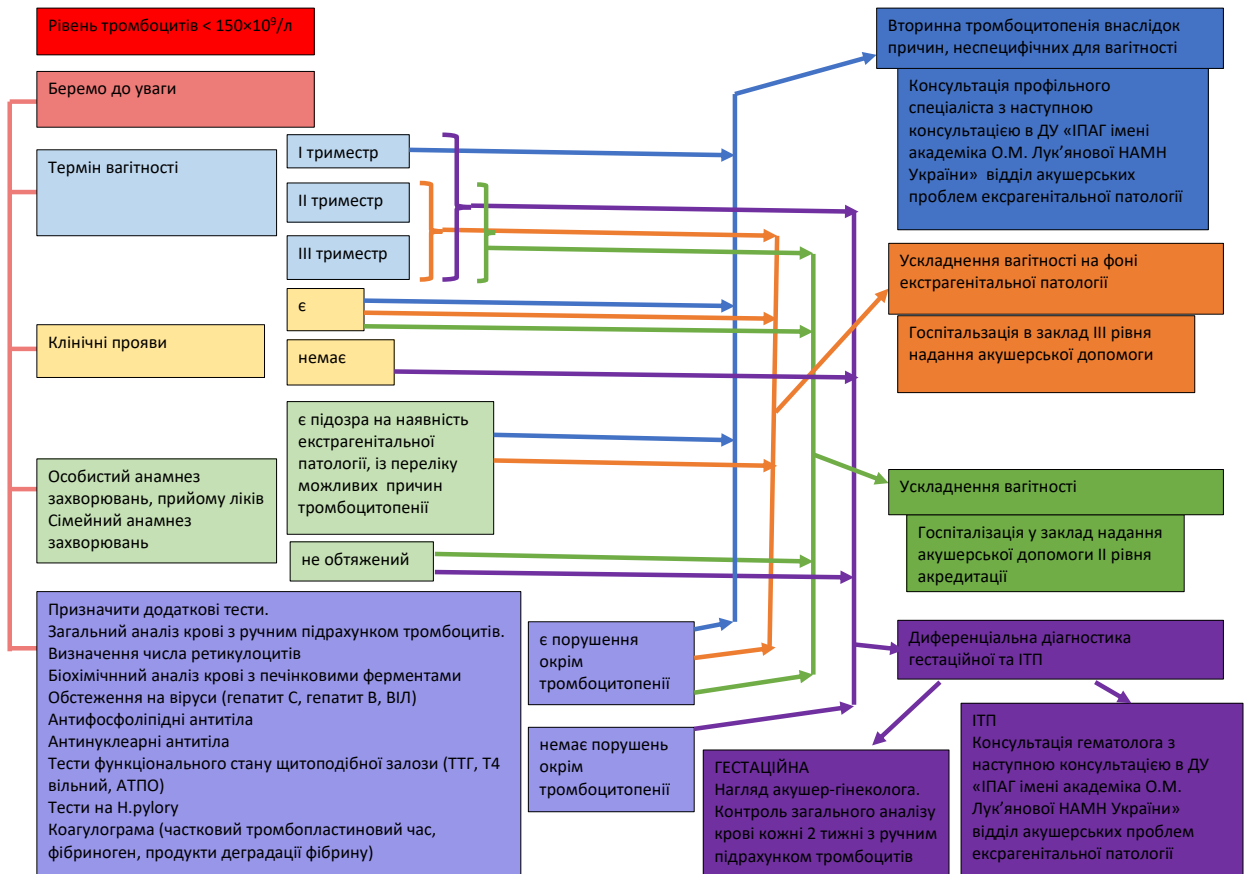 Рівень тромбоцитів < 150×10⁹/л
Беремо до уваги
Термін вагітності
І триместр
ІІ триместр
ІІІ триместр
Клінічні прояви
є
немає
Особистий анамнез
захворювань, прийому ліків
Сімейний анамнез
захворювань
є підозра на наявність
екстрагенітальної
патології, із переліку
можливих причин
тромбоцитопенії
не обтяжений
Призначити додаткові тести.
Загальний аналіз крові з ручним підрахунком тромбоцитів.
Визначення числа ретикулоцитів
Біохімічнний аналіз крові з печінковими ферментами
Обстеження на віруси (гепатит С, гепатит В, ВІЛ)
Антифосфоліпідні антитіла
Антинуклеарні антитіла
Тести функціонального стану щитоподібної залози (ТТГ, Т4
вільний, АТПО)
Тести на H.pylory
Коагулограма (частковий тромбопластиновий час,
фібриноген, продукти деградації фібрину)
є порушення
окрім
тромбоцитопенії
немає порушень
окрім
тромбоцитопенії
Вторинна тромбоцитопенія внаслідок
причин, неспецифічних для вагітності
Консультація профільного
спеціаліста з наступною
консультацією в ДУ «ІПАГ імені
академіка О.М. Лук’янової НАМН
України» відділ акушерських
проблем ексрагенітальної патології
Ускладнення вагітності на фоні
екстрагенітальної патології
Госпітальзація в заклад ІІІ рівня
надання акушерської допомоги
Ускладнення вагітності
Госпіталізація у заклад надання
акушерської допомоги ІІ рівня
акредитації
Диференціальна діагностика
гестаційної та ІТП
ГЕСТАЦІЙНА
Нагляд акушер-гінеколога.
Контроль загального аналізу
крові кожні 2 тижні з ручним
підрахунком тромбоцитів
ІТП
Консультація гематолога з
наступною консультацією в ДУ
«ІПАГ імені академіка О.М.
Лук’янової НАМН України»
відділ акушерських проблем
ексрагенітальної патології